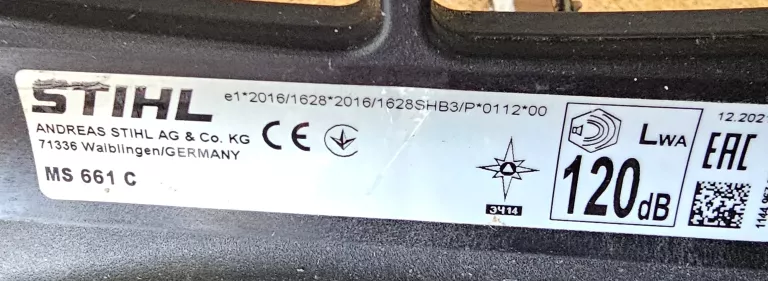 STIHL
e1*2016/1628*2016/1628SHB3/P*0112*00
ANDREAS STIHL AG & Co. KG
71336 Waiblingen/GERMANY
CE
MS 661 C
ЭЧ14
LWA
120dB
12.2021
EAC